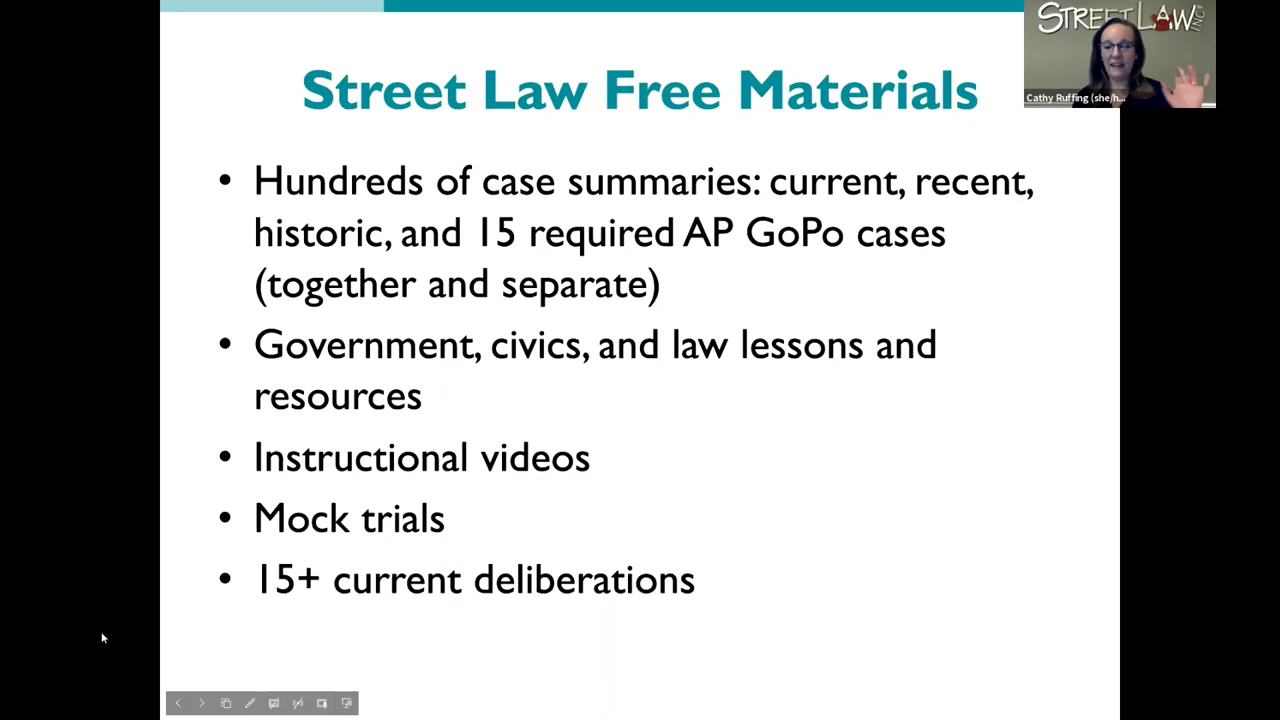 Street Law Free Materials
STREET LAW INC
Cathy Ruffing (she/h...
• Hundreds of case summaries: current, recent,
historic, and 15 required AP GoPo cases
(together and separate)
• Government, civics, and law lessons and
resources
• Instructional videos
• Mock trials
• 15+ current deliberations